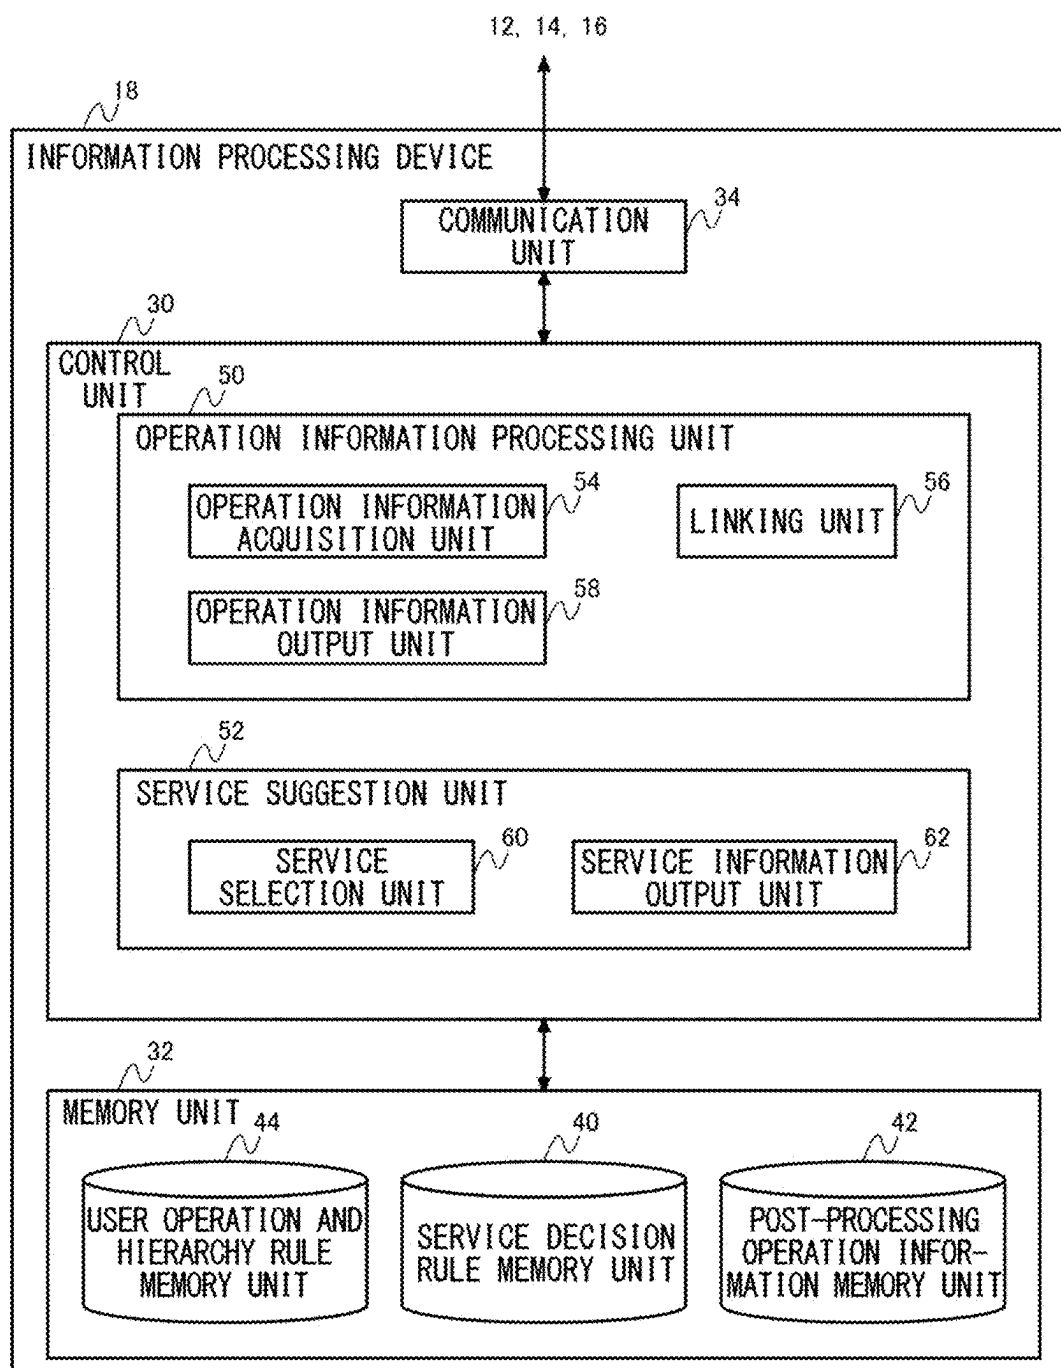 12, 14, 16
18
INFORMATION PROCESSING DEVICE
COMMUNICATION
UNIT
34
30
CONTROL
UNIT
50
OPERATION INFORMATION PROCESSING UNIT
OPERATION INFORMATION
ACQUISITION UNIT
54
LINKING UNIT
56
OPERATION INFORMATION
OUTPUT UNIT
58
52
SERVICE SUGGESTION UNIT
SERVICE
SELECTION UNIT
60
SERVICE INFORMATION
OUTPUT UNIT
62
32
MEMORY UNIT
44
USER OPERATION AND
HIERARCHY RULE
MEMORY UNIT
40
SERVICE DECISION
RULE MEMORY UNIT
42
POST-PROCESSING
OPERATION INFOR-
MATION MEMORY UNIT